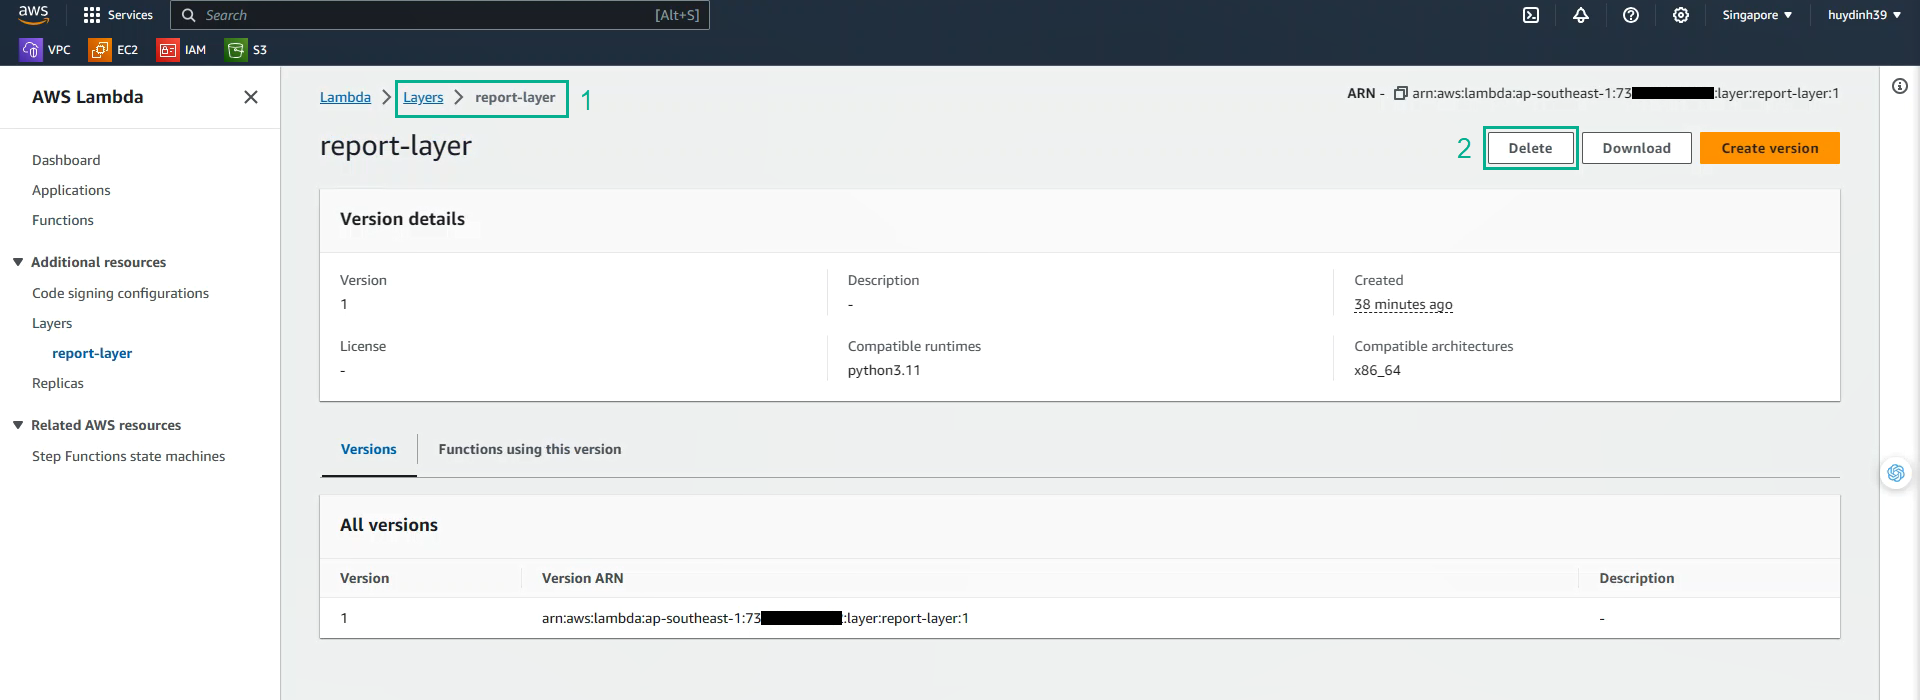 aws
Services
Search
[Alt+S]
Singapore
huydinh39
VPC
EC2
IAM
S3
AWS Lambda
Dashboard
Applications
Functions
Additional resources
Code signing configurations
Layers
report-layer
Replicas
Related AWS resources
Step Functions state machines
Lambda
Layers
report-layer
1
ARN - arn:aws:lambda:ap-southeast-1:73 :layer:report-layer:1
report-layer
2
Delete
Download
Create version
Version details
Version
1
Description
-
Created
38 minutes ago
License
-
Compatible runtimes
python3.11
Compatible architectures
x86_64
Versions
Functions using this version
All versions
Version Version ARN Description
1 arn:aws:lambda:ap-southeast-1:73 :layer:report-layer:1 -